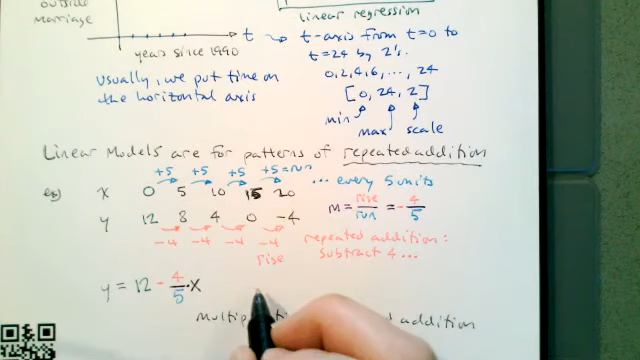 outside
marriage
linear regression
t
years since 1990
t-axis from t=0 to
t=24 by 2's.
0,2,4,6,...,24
[0, 24, 2]
min
max
scale
Usually, we put time on
the horizontal axis
Linear Models are for patterns of repeated addition
+5 +5 +5 +5=run
ex) x 0 5 10 15 20 ...every 5 units
y 12 8 4 0 -4
-4 -4 -4 -4
rise
m = rise/run = -4/5
repeated addition:
subtract 4...
y = 12 - 4/5 · x
addition